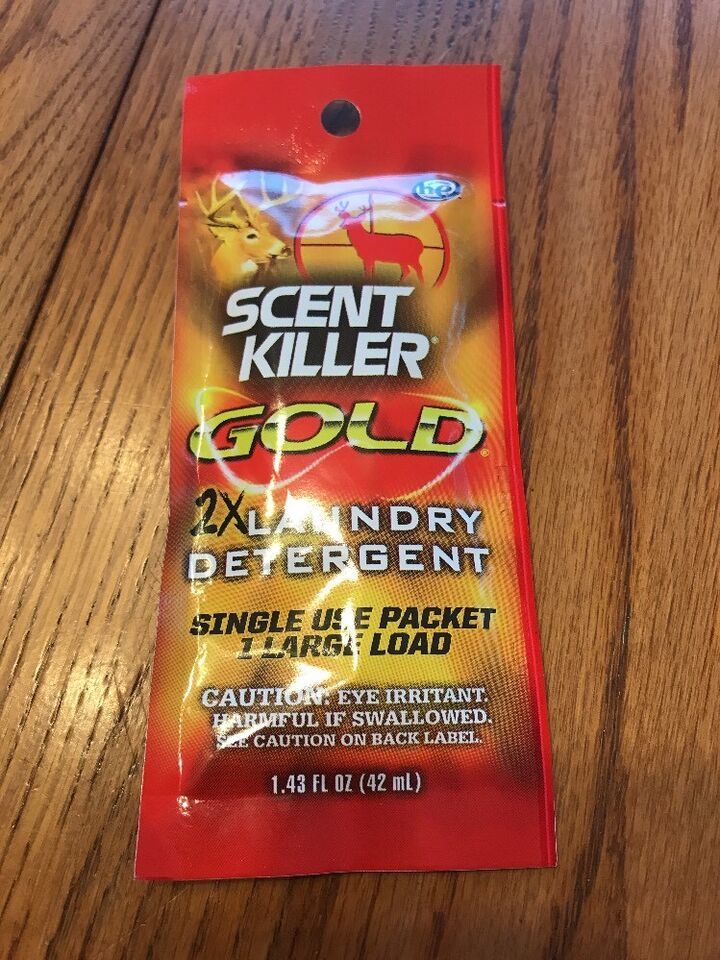 he
SCENT
KILLER®
GOLD®
2X LAUNDRY
DETERGENT
SINGLE USE PACKET
1 LARGE LOAD
CAUTION: EYE IRRITANT.
HARMFUL IF SWALLOWED.
SEE CAUTION ON BACK LABEL.
1.43 FL OZ (42 mL)